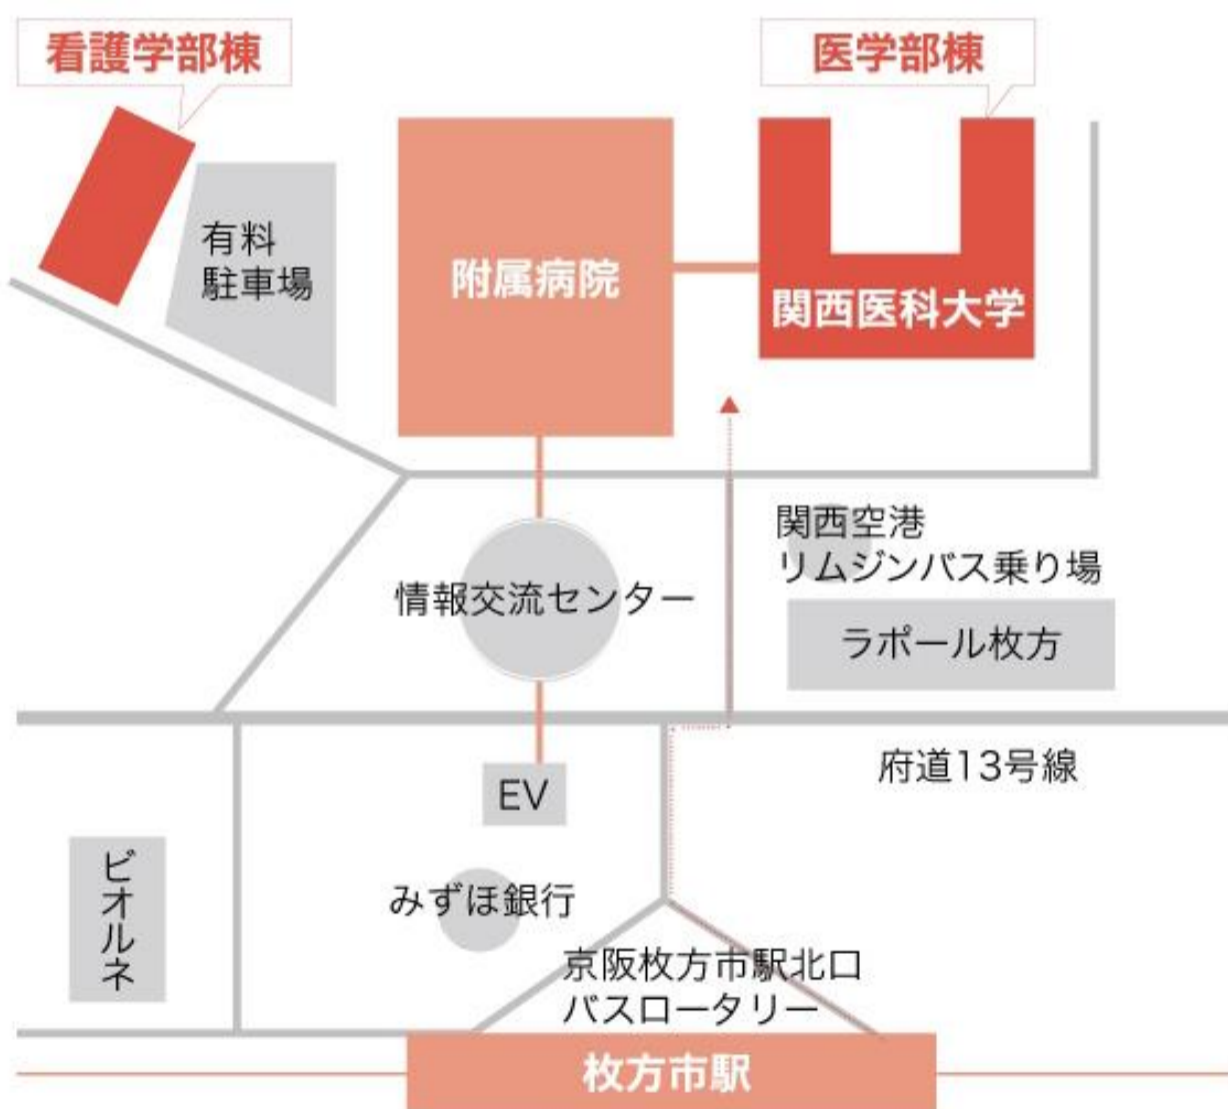 看護学部棟
医学部棟
有料
駐車場
附属病院
関西医科大学
関西空港
リムジンバス乗り場
情報交流センター
ラポール枚方
府道13号線
EV
ビオルネ
みずほ銀行
京阪枚方市駅北口
バスロータリー
枚方市駅